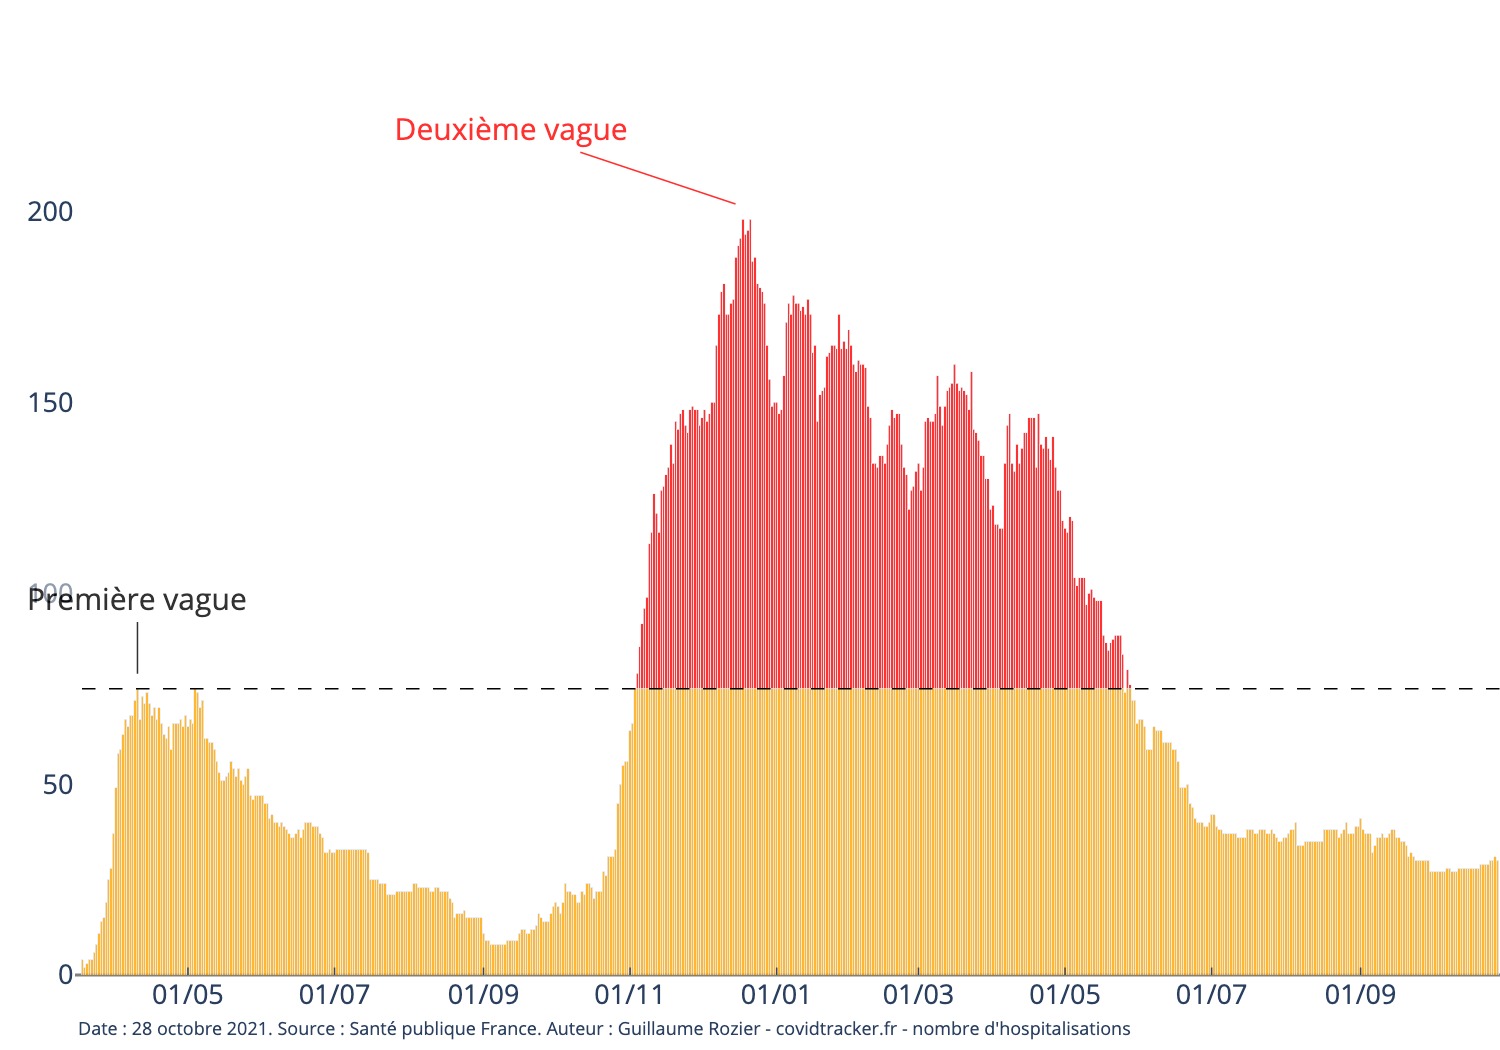 Deuxième vague
200
150
100
Première vague
50
0
01/05 01/07 01/09 01/11 01/01 01/03 01/05 01/07 01/09
Date : 28 octobre 2021. Source : Santé publique France. Auteur : Guillaume Rozier - covidtracker.fr - nombre d'hospitalisations